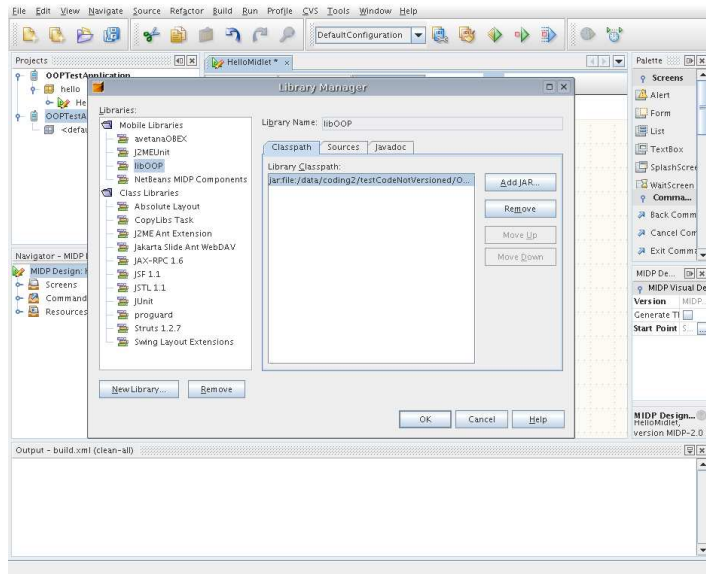 File Edit View Navigate Source Refactor Build Run Profile CVS Tools Window Help
DefaultConfiguration
Projects
HelloMidlet *
OOPTestApplication
hello
He
OOPTestA
<defau
Navigator - MIDP
MIDP Design:
Screens
Command
Resources
Library Manager
Libraries:
Mobile Libraries
avetanaOBEX
J2MEUnit
libOOP
NetBeans MIDP Components
Class Libraries
Absolute Layout
CopyLibs Task
J2ME Ant Extension
Jakarta Slide Ant WebDAV
JAX-RPC 1.6
JSF 1.1
JSTL 1.1
JUnit
proguard
Struts 1.2.7
Swing Layout Extensions
New Library... Remove
Library Name: libOOP
Classpath Sources Javadoc
Library Classpath:
jar:file:/data/coding2/testCodeNotVersioned/O...
Add JAR...
Remove
Move Up
Move Down
OK Cancel Help
Palette
Screens
Alert
Form
List
TextBox
SplashScree
WaitScreen
Comma...
Back Comm
Cancel Com
Exit Comm
MIDP De...
MIDP Visual De
Version MIDP...
Generate TI
Start Point S... ...
MIDP Design...
HelloMidlet,
version MIDP-2.0
Output - build.xml (clean-all)